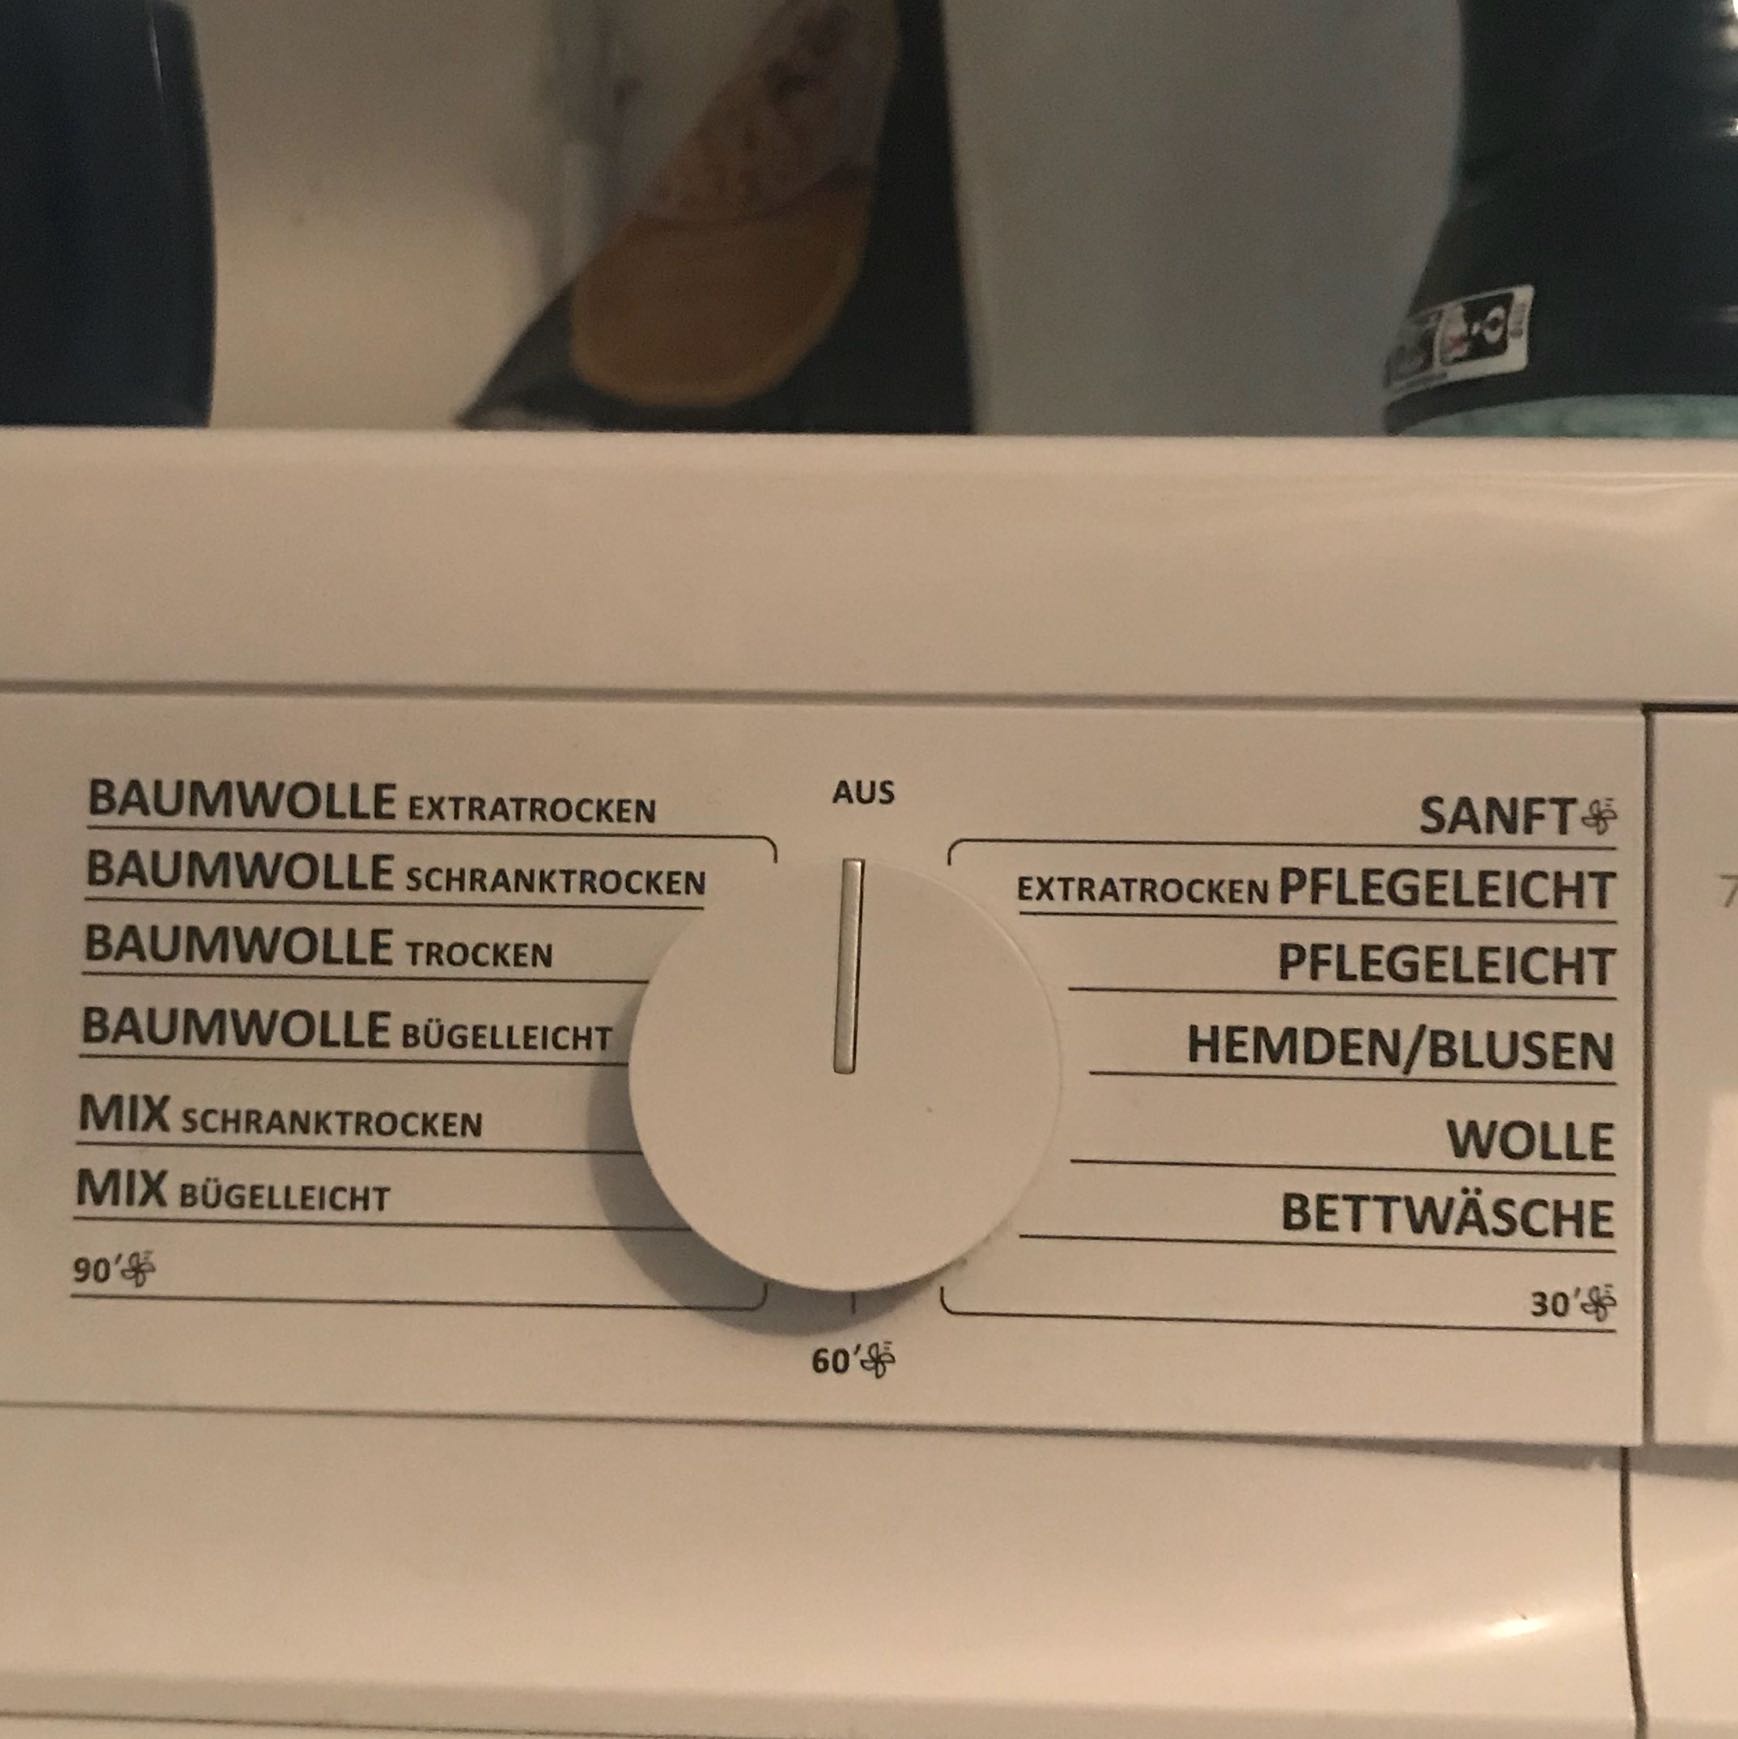 AUS
BAUMWOLLE EXTRATROCKEN
BAUMWOLLE SCHRANKTROCKEN
BAUMWOLLE TROCKEN
BAUMWOLLE BÜGELLEICHT
MIX SCHRANKTROCKEN
MIX BÜGELLEICHT
90'
60'
SANFT
EXTRATROCKEN PFLEGELEICHT
PFLEGELEICHT
HEMDEN/BLUSEN
WOLLE
BETTWÄSCHE
30'